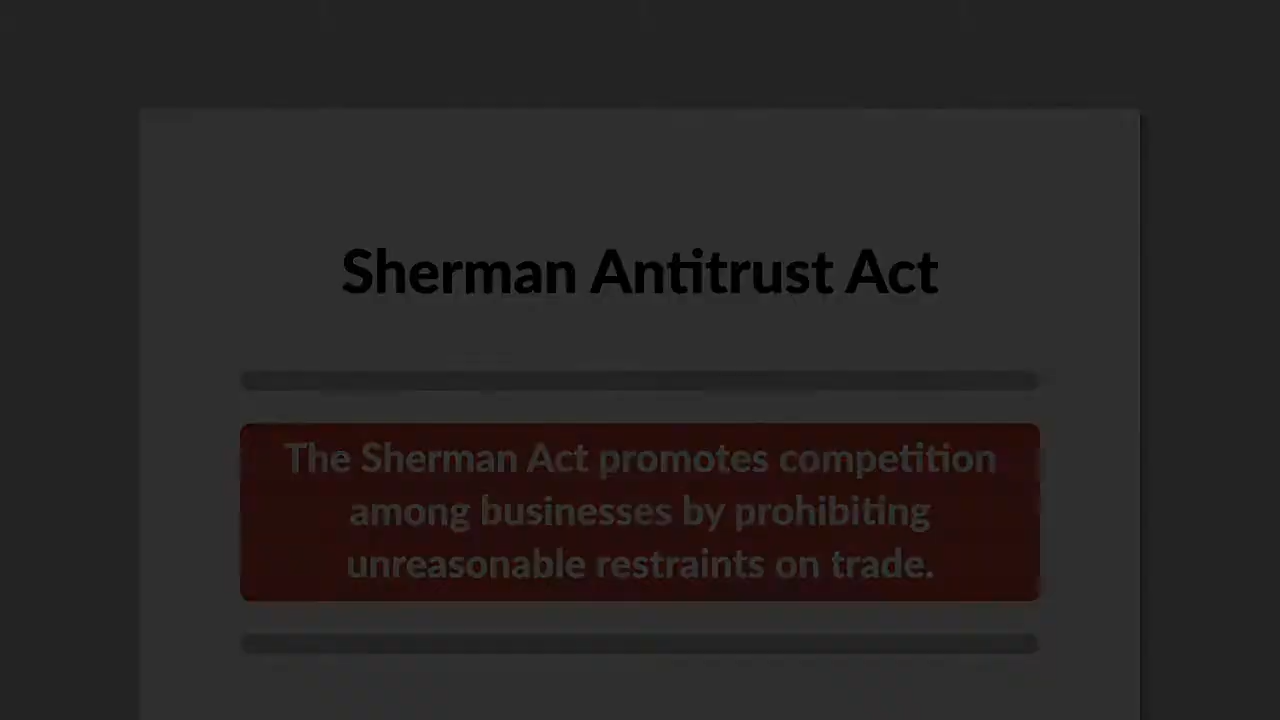 Sherman Antitrust Act
The Sherman Act promotes competition
among businesses by prohibiting
unreasonable restraints on trade.